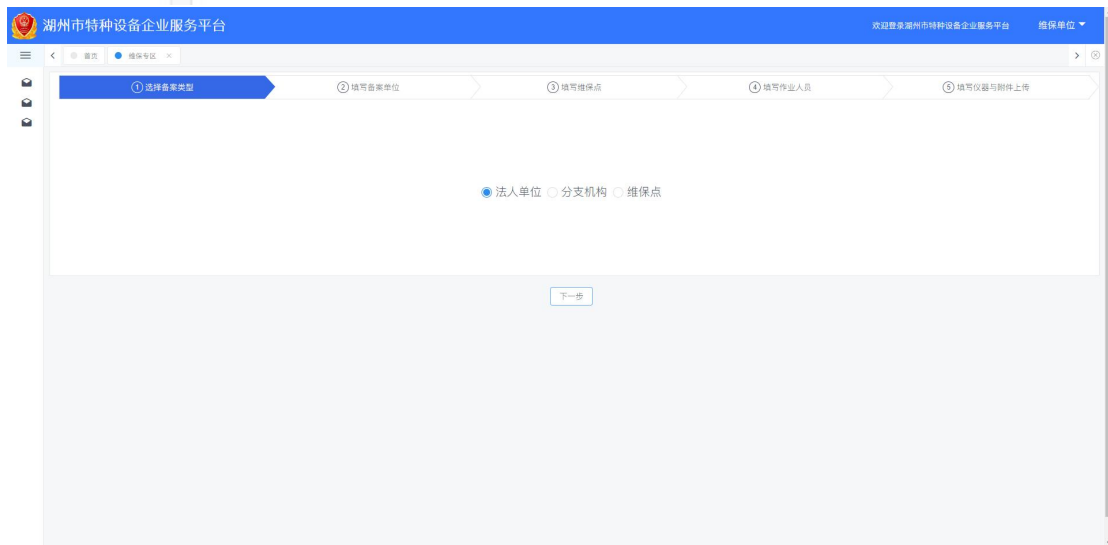 湖州市特种设备企业服务平台
欢迎登录湖州市特种设备企业服务平台 维保单位
首页 维保专区 ×
①选择备案类型 ②填写备案单位 ③填写维保点 ④填写作业人员 ⑤填写仪器与附件上传
法人单位 分支机构 维保点
下一步